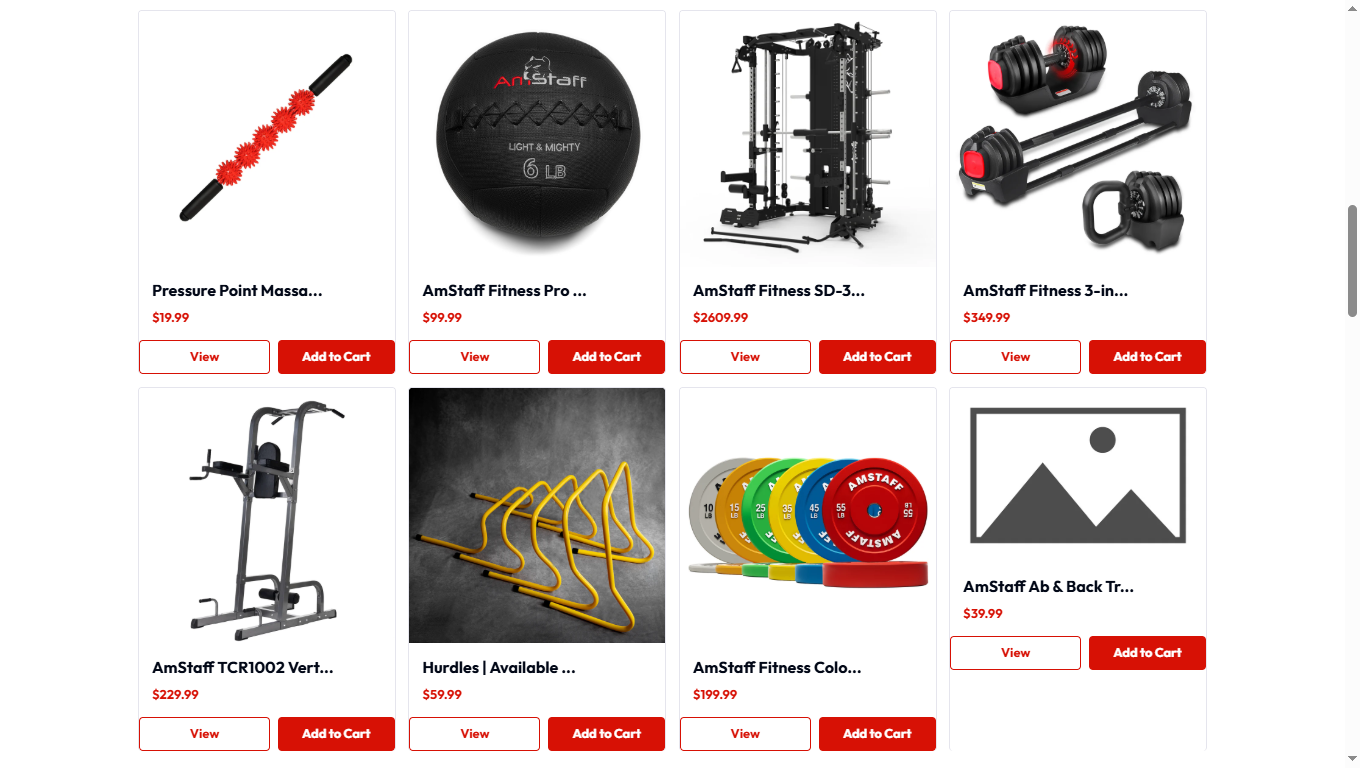 AmStaff
LIGHT & MIGHTY
6 LB
Pressure Point Massa...
$19.99
View
Add to Cart
AmStaff Fitness Pro ...
$99.99
View
Add to Cart
AmStaff Fitness SD-3...
$2609.99
View
Add to Cart
AmStaff Fitness 3-in...
$349.99
View
Add to Cart
AmStaff TCR1002 Vert...
$229.99
View
Add to Cart
Hurdles | Available ...
$59.99
View
Add to Cart
10 LB
15 LB
25 LB
35 LB
45 LB
55 LB
AMSTAFF
55 LB
AMSTAFF
AmStaff Fitness Colo...
$199.99
View
Add to Cart
AmStaff Ab & Back Tr...
$39.99
View
Add to Cart